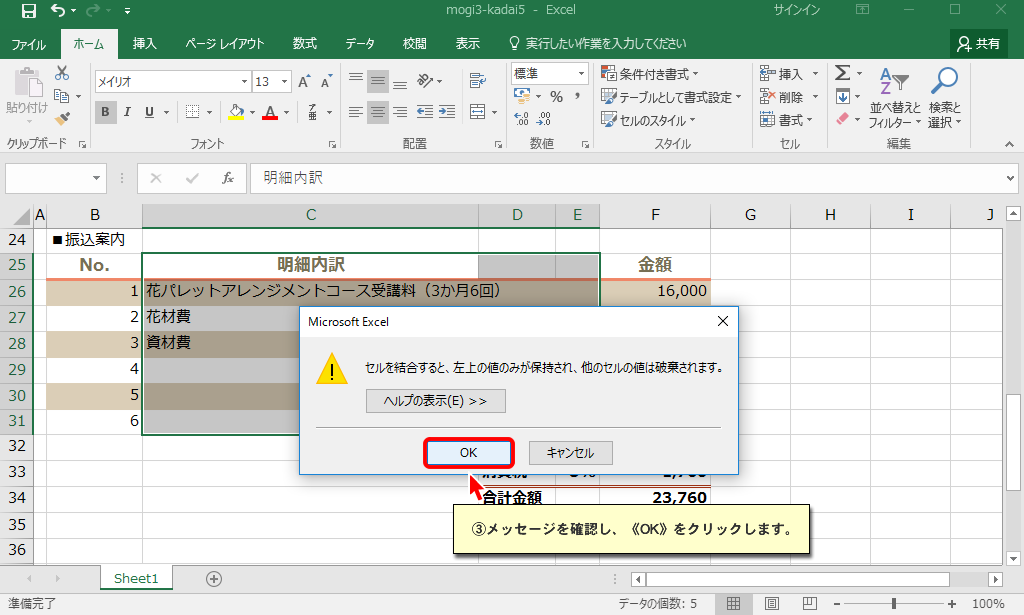 mogi3-kadai5 - Excel
サインイン
ファイル ホーム 挿入 ページ レイアウト 数式 データ 校閲 表示 実行したい作業を入力してください 共有
貼り付け
メイリオ 13
B I U
標準
条件付き書式
テーブルとして書式設定
セルのスタイル
挿入
削除
書式
並べ替えと
フィルター
検索と
選択
クリップボード フォント 配置 数値 スタイル セル 編集
明細内訳
A B C D E F G H I J
24 ■振込案内
25 No. 明細内訳 金額
26 1 花パレットアレンジメントコース受講料（3か月6回） 16,000
27 2 花材費
28 3 資材費
29 4
30 5
31 6
32
33
34 合計金額 23,760
35
36
Microsoft Excel
セルを結合すると、左上の値のみが保持され、他のセルの値は破棄されます。
ヘルプの表示(E) >>
OK キャンセル
③メッセージを確認し、《OK》をクリックします。
Sheet1
準備完了 データの個数: 5 100%